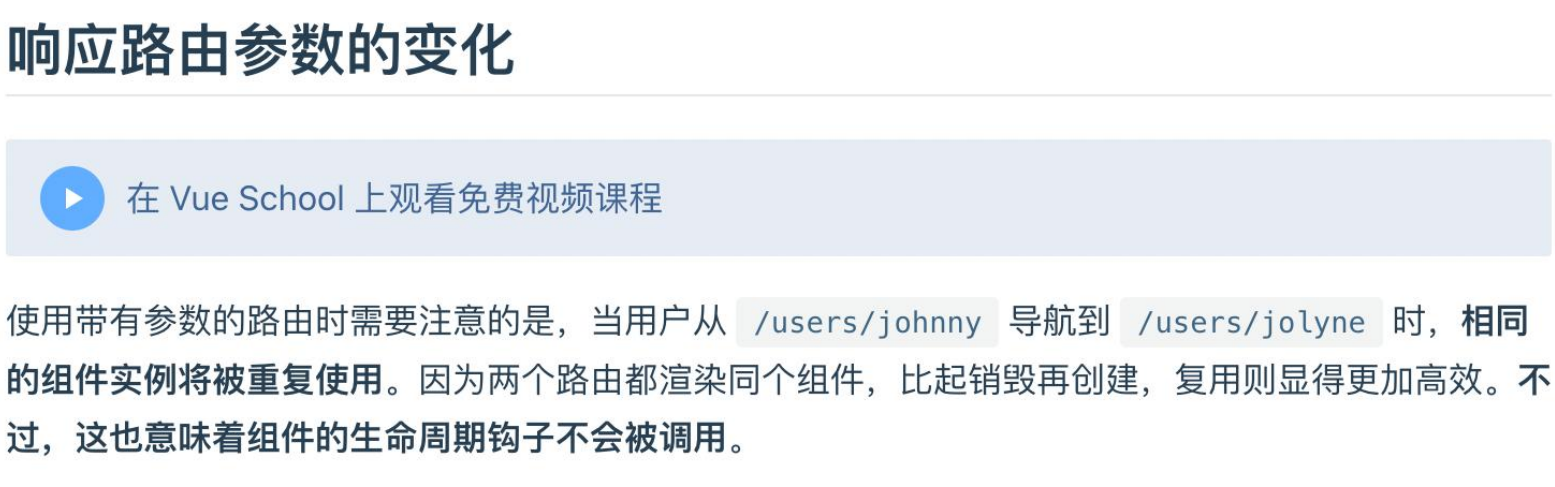 响应路由参数的变化
在 Vue School 上观看免费视频课程
使用带有参数的路由时需要注意的是，当用户从 /users/johnny 导航到 /users/jolyne 时，相同
的组件实例将被重复使用。因为两个路由都渲染同个组件，比起销毁再创建，复用则显得更加高效。不
过，这也意味着组件的生命周期钩子不会被调用。